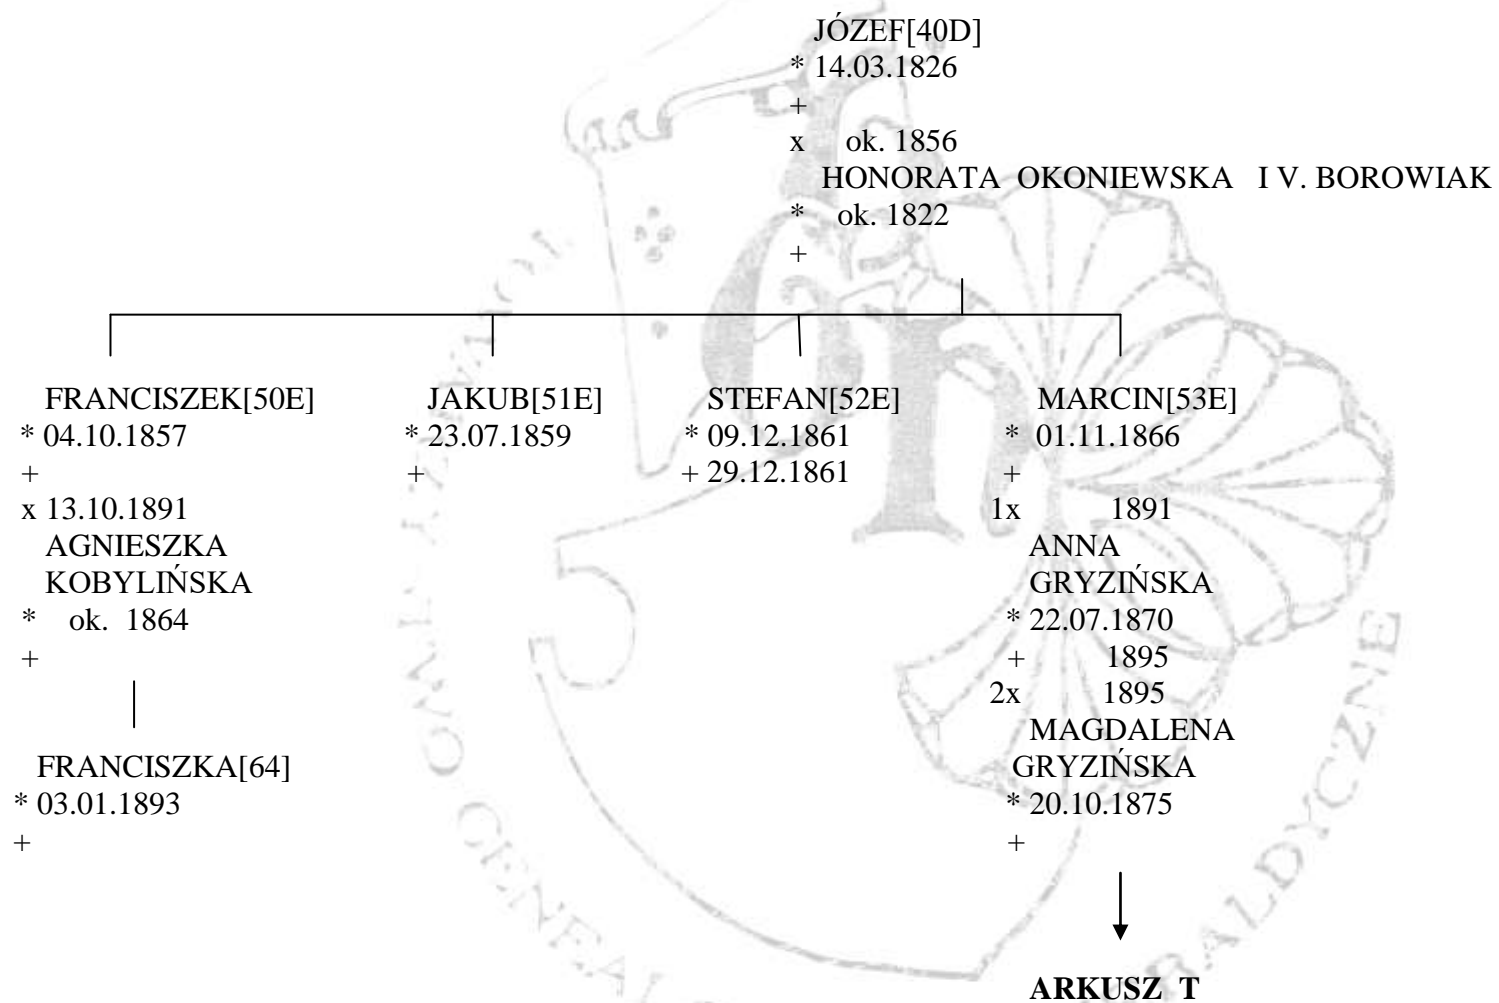 JÓZEF[40D]
* 14.03.1826
+
x ok. 1856
HONORATA OKONIEWSKA I V. BOROWIAK
* ok. 1822
+
FRANCISZEK[50E]
* 04.10.1857
+
x 13.10.1891
AGNIESZKA
KOBYLIŃSKA
* ok. 1864
+
FRANCISZKA[64]
* 03.01.1893
+
JAKUB[51E]
* 23.07.1859
+
STEFAN[52E]
* 09.12.1861
+ 29.12.1861
MARCIN[53E]
* 01.11.1866
+
1x 1891
ANNA
GRYZIŃSKA
* 22.07.1870
+ 1895
2x 1895
MAGDALENA
GRYZIŃSKA
* 20.10.1875
+
ARKUSZ T